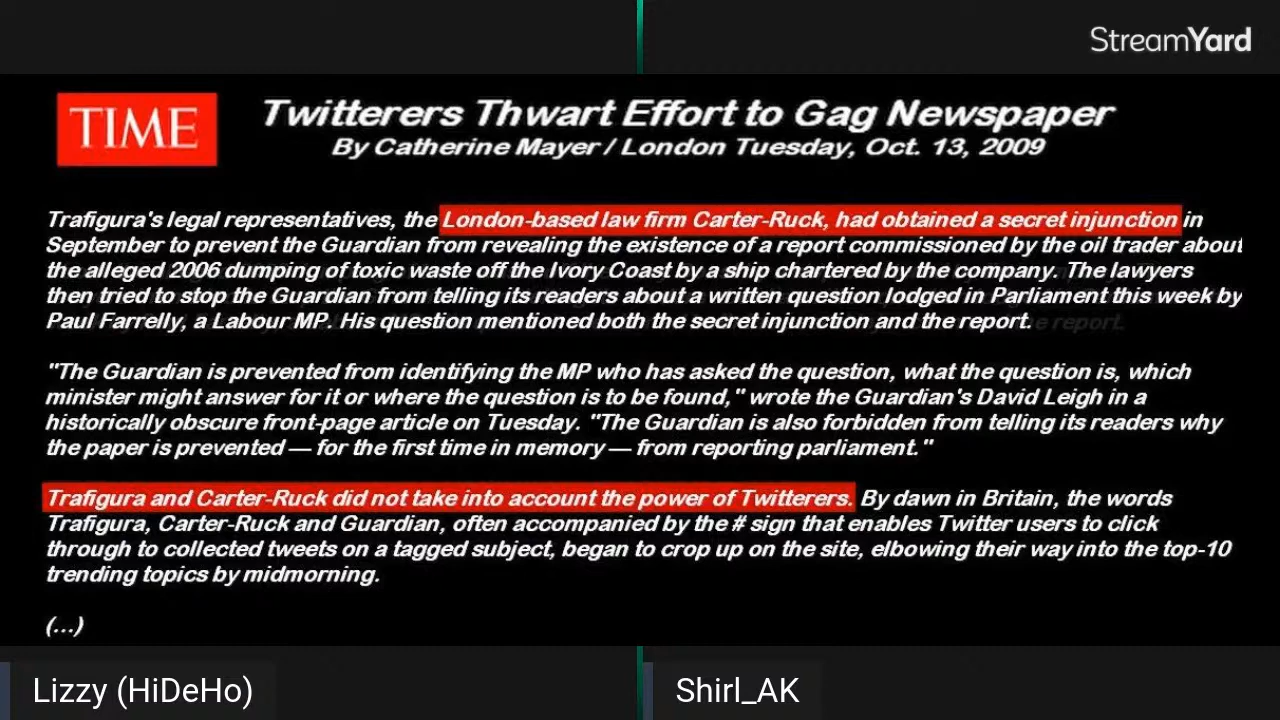 StreamYard
TIME
Twitterers Thwart Effort to Gag Newspaper
By Catherine Mayer / London Tuesday, Oct. 13, 2009
Trafigura's legal representatives, the London-based law firm Carter-Ruck, had obtained a secret injunction in
September to prevent the Guardian from revealing the existence of a report commissioned by the oil trader about
the alleged 2006 dumping of toxic waste off the Ivory Coast by a ship chartered by the company. The lawyers
then tried to stop the Guardian from telling its readers about a written question lodged in Parliament this week by
Paul Farrelly, a Labour MP. His question mentioned both the secret injunction and the report.
"The Guardian is prevented from identifying the MP who has asked the question, what the question is, which
minister might answer for it or where the question is to be found," wrote the Guardian's David Leigh in a
historically obscure front-page article on Tuesday. "The Guardian is also forbidden from telling its readers why
the paper is prevented — for the first time in memory — from reporting parliament."
Trafigura and Carter-Ruck did not take into account the power of Twitterers. By dawn in Britain, the words
Trafigura, Carter-Ruck and Guardian, often accompanied by the # sign that enables Twitter users to click
through to collected tweets on a tagged subject, began to crop up on the site, elbowing their way into the top-10
trending topics by midmorning.
(...)
Lizzy (HiDeHo)
Shirl_AK